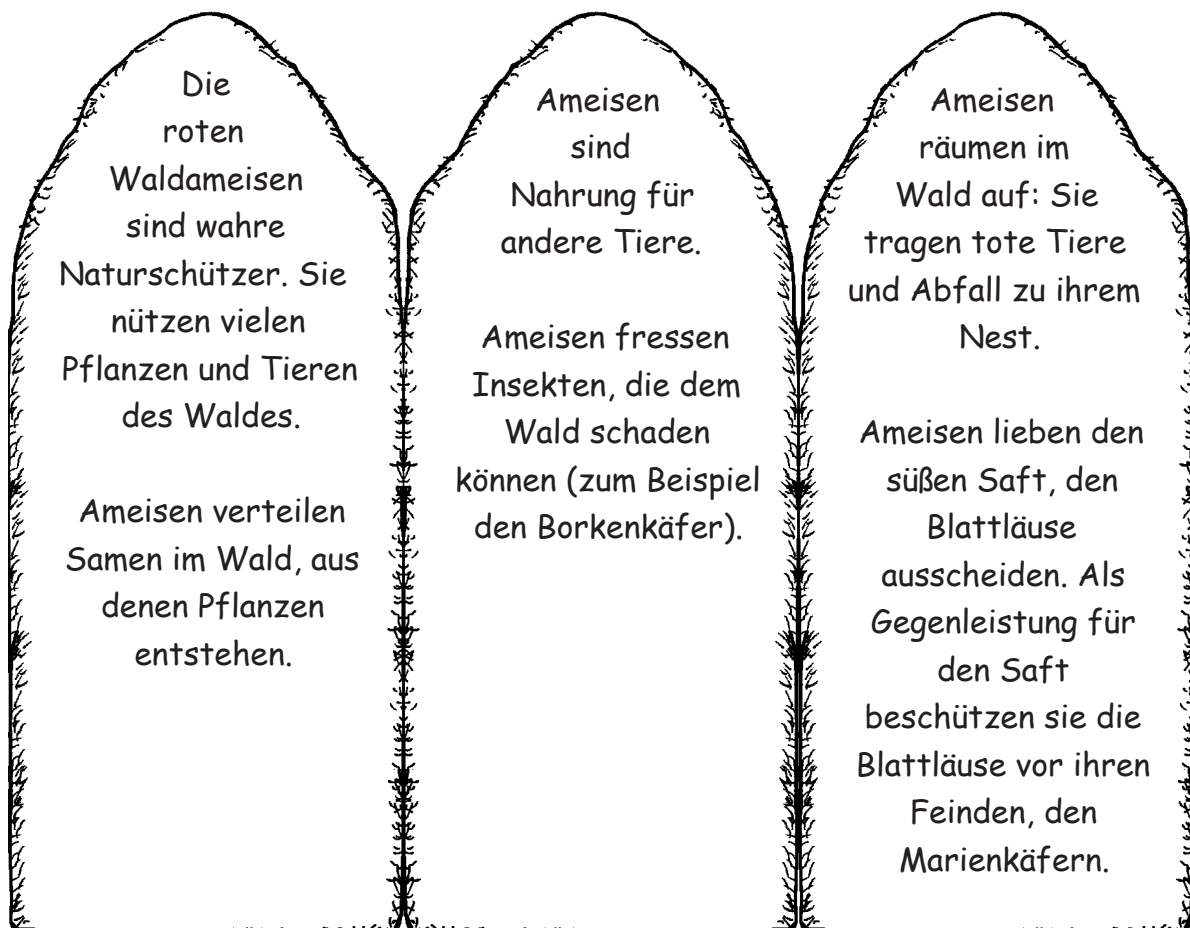 Die
roten
Waldameisen
sind wahre
Naturschützer. Sie
nützen vielen
Pflanzen und Tieren
des Waldes.
Ameisen verteilen
Samen im Wald, aus
denen Pflanzen
entstehen.
Ameisen
sind
Nahrung für
andere Tiere.
Ameisen fressen
Insekten, die dem
Wald schaden
können (zum Beispiel
den Borkenkäfer).
Ameisen
räumen im
Wald auf: Sie
tragen tote Tiere
und Abfall zu ihrem
Nest.
Ameisen lieben den
süßen Saft, den
Blattläuse
ausscheiden. Als
Gegenleistung für
den Saft
beschützen sie die
Blattläuse vor ihren
Feinden, den
Marienkäfern.